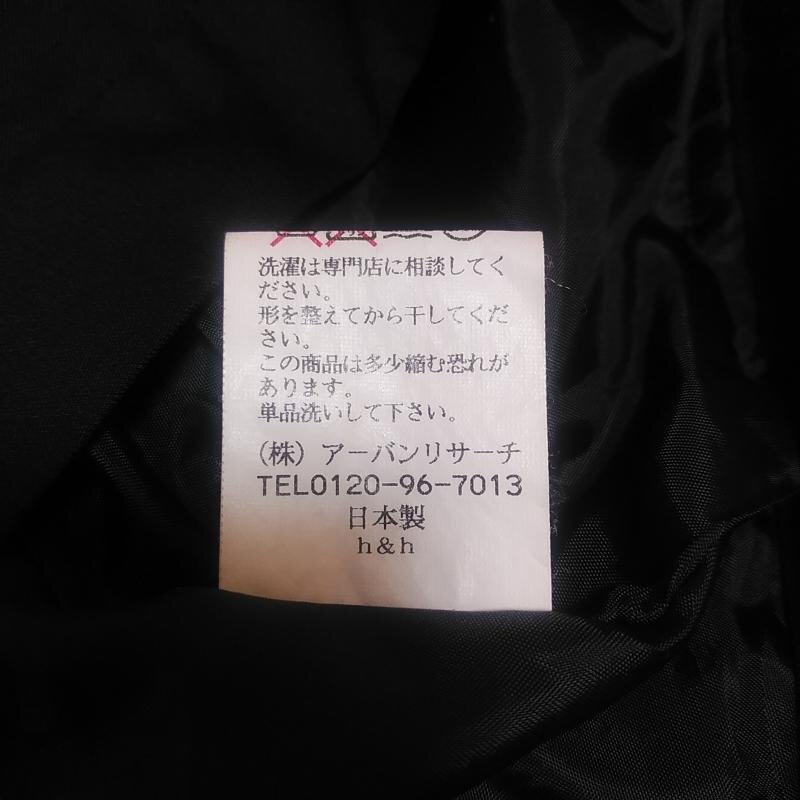 洗濯は専門店に相談してく
ださい。
形を整えてから干してくだ
さい。
この商品は多少縮む恐れが
あります。
単品洗いして下さい。
（株）アーバンリサーチ
TEL0120-96-7013
日本製
h&h